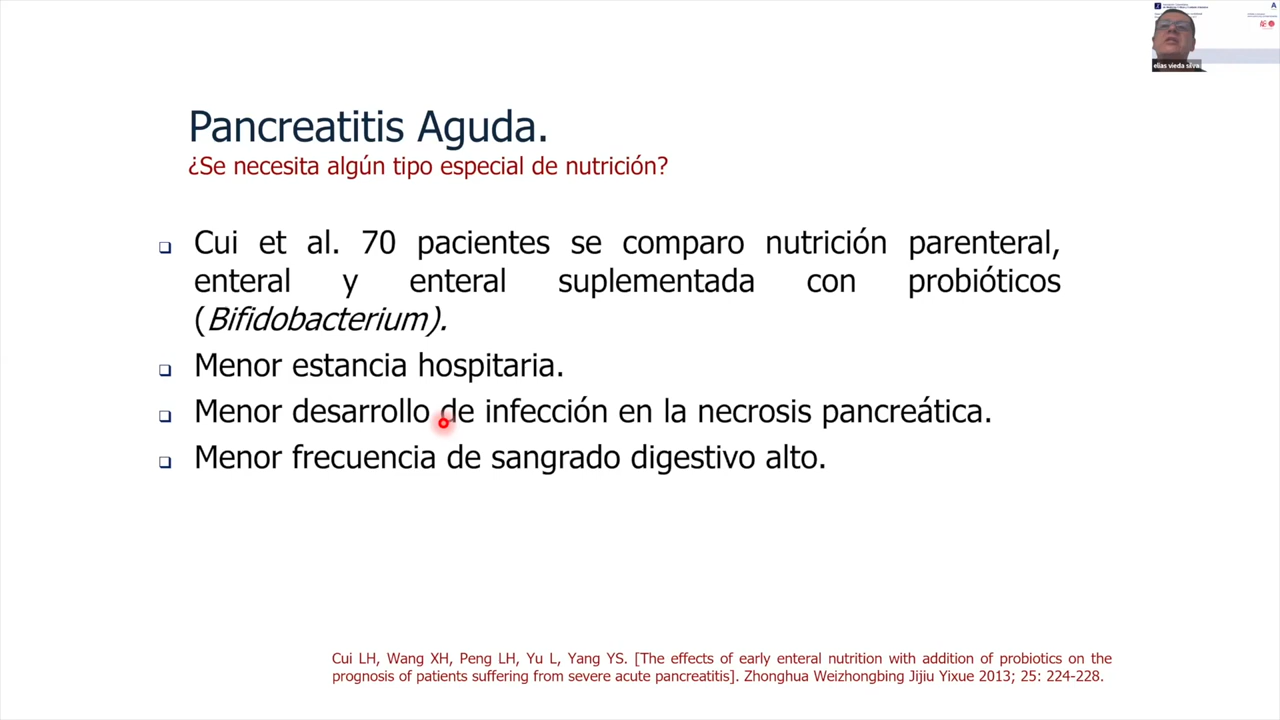 elias vieda silva
Pancreatitis Aguda.
¿Se necesita algún tipo especial de nutrición?
Cui et al. 70 pacientes se comparo nutrición parenteral,
enteral y enteral suplementada con probióticos
(Bifidobacterium).
Menor estancia hospitaria.
Menor desarrollo de infección en la necrosis pancreática.
Menor frecuencia de sangrado digestivo alto.
Cui LH, Wang XH, Peng LH, Yu L, Yang YS. [The effects of early enteral nutrition with addition of probiotics on the
prognosis of patients suffering from severe acute pancreatitis]. Zhonghua Weizhongbing Jijiu Yixue 2013; 25: 224-228.